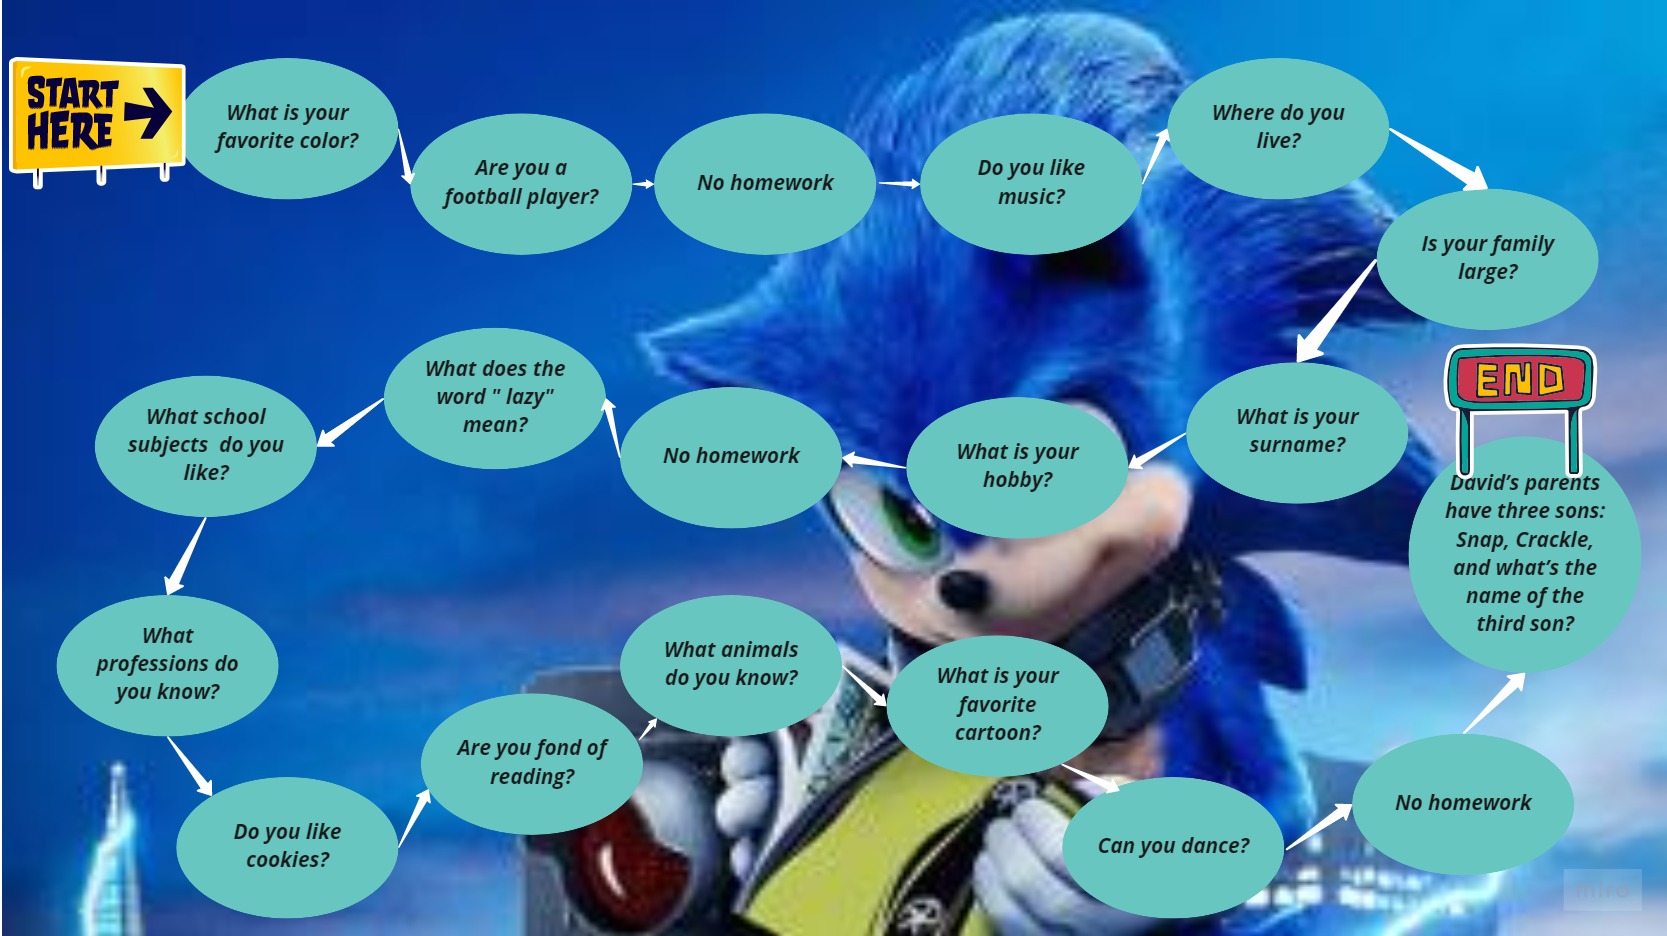 START
HERE
What is your
favorite color?
Are you a
football player?
No homework
Do you like
music?
Where do you
live?
Is your family
large?
What is your
surname?
What is your
hobby?
No homework
What does the
word " lazy"
mean?
What school
subjects  do you
like?
What
professions do
you know?
Do you like
cookies?
Are you fond of
reading?
What animals
do you know?
What is your
favorite
cartoon?
Can you dance?
No homework
END
David’s parents
have three sons:
Snap, Crackle,
and what’s the
name of the
third son?
miro